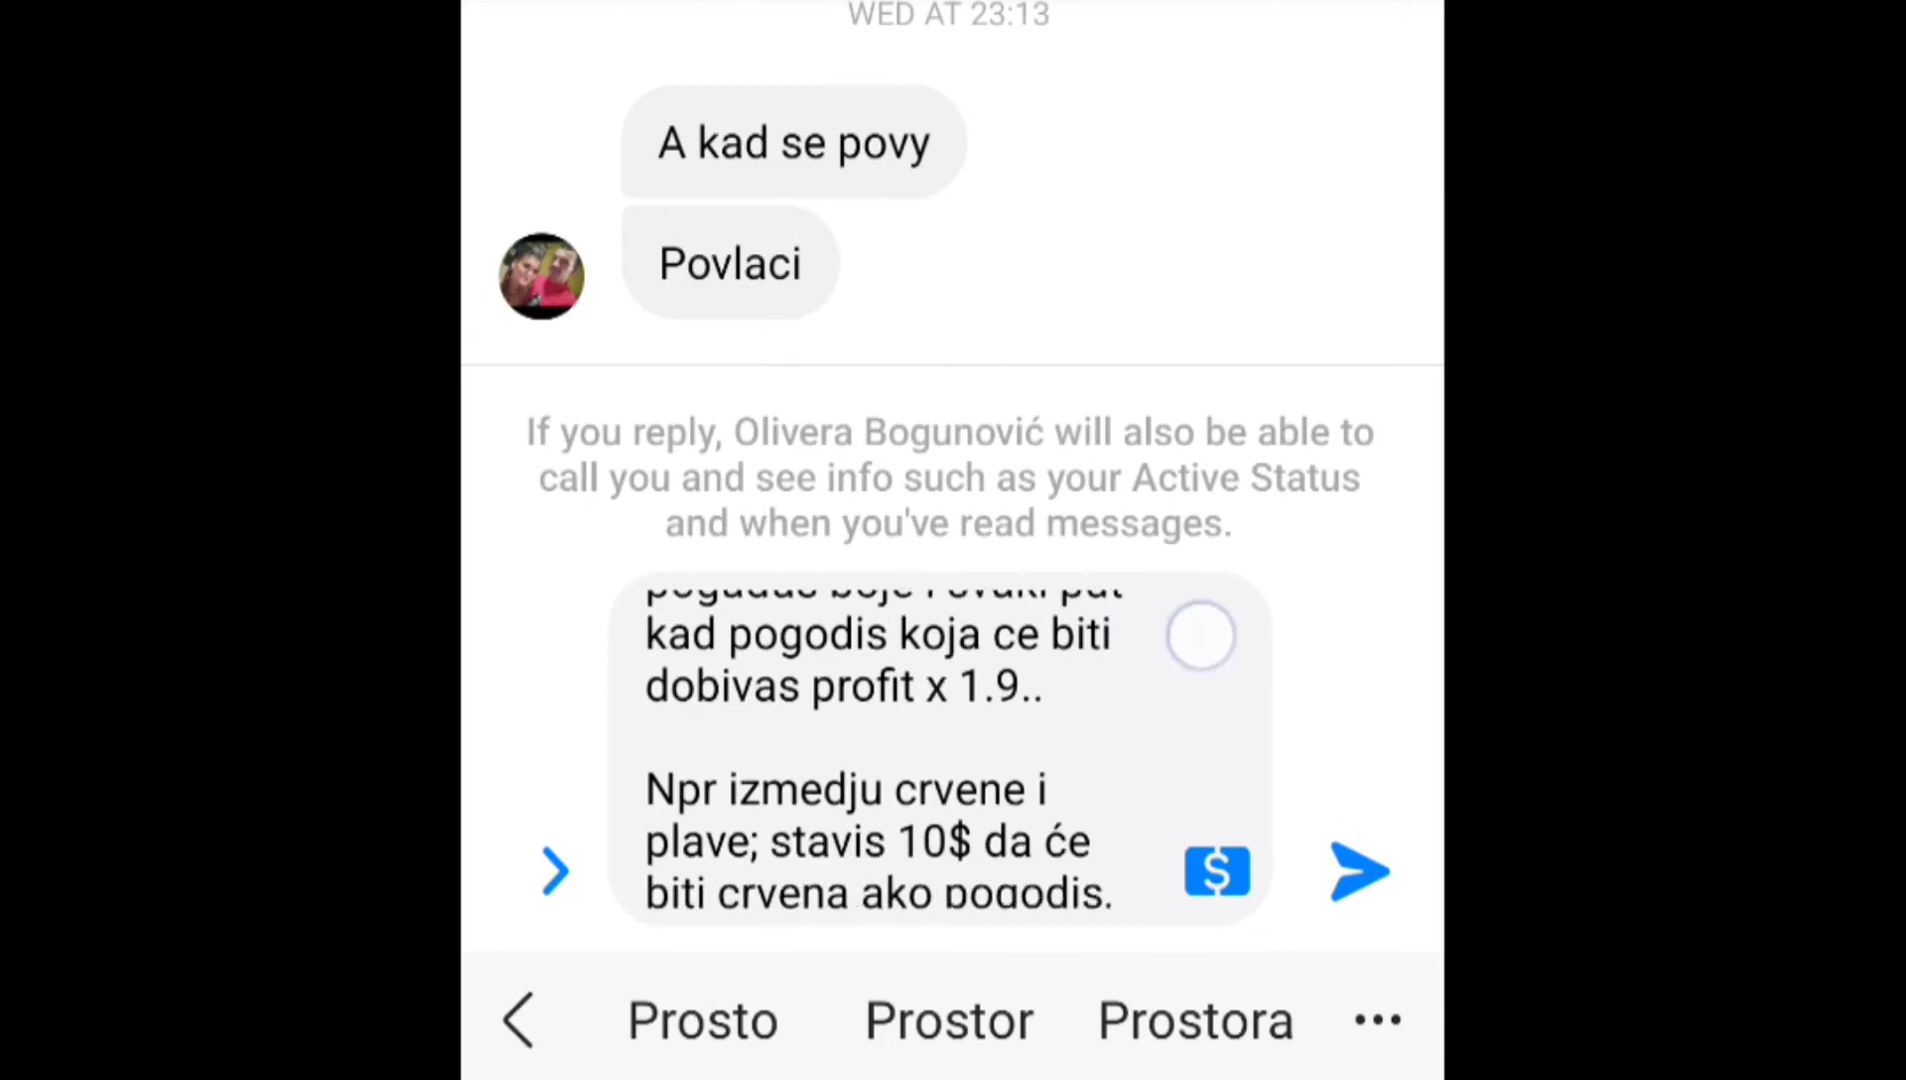 WED AT 23:13
A kad se povy
Povlaci
If you reply, Olivera Bogunović will also be able to
call you and see info such as your Active Status
and when you've read messages.
kad pogodis koja ce biti
dobivas profit x 1.9..
Npr izmedju crvene i
plave; stavis 10$ da će
biti crvena ako pogodis.
$
Prosto Prostor Prostora